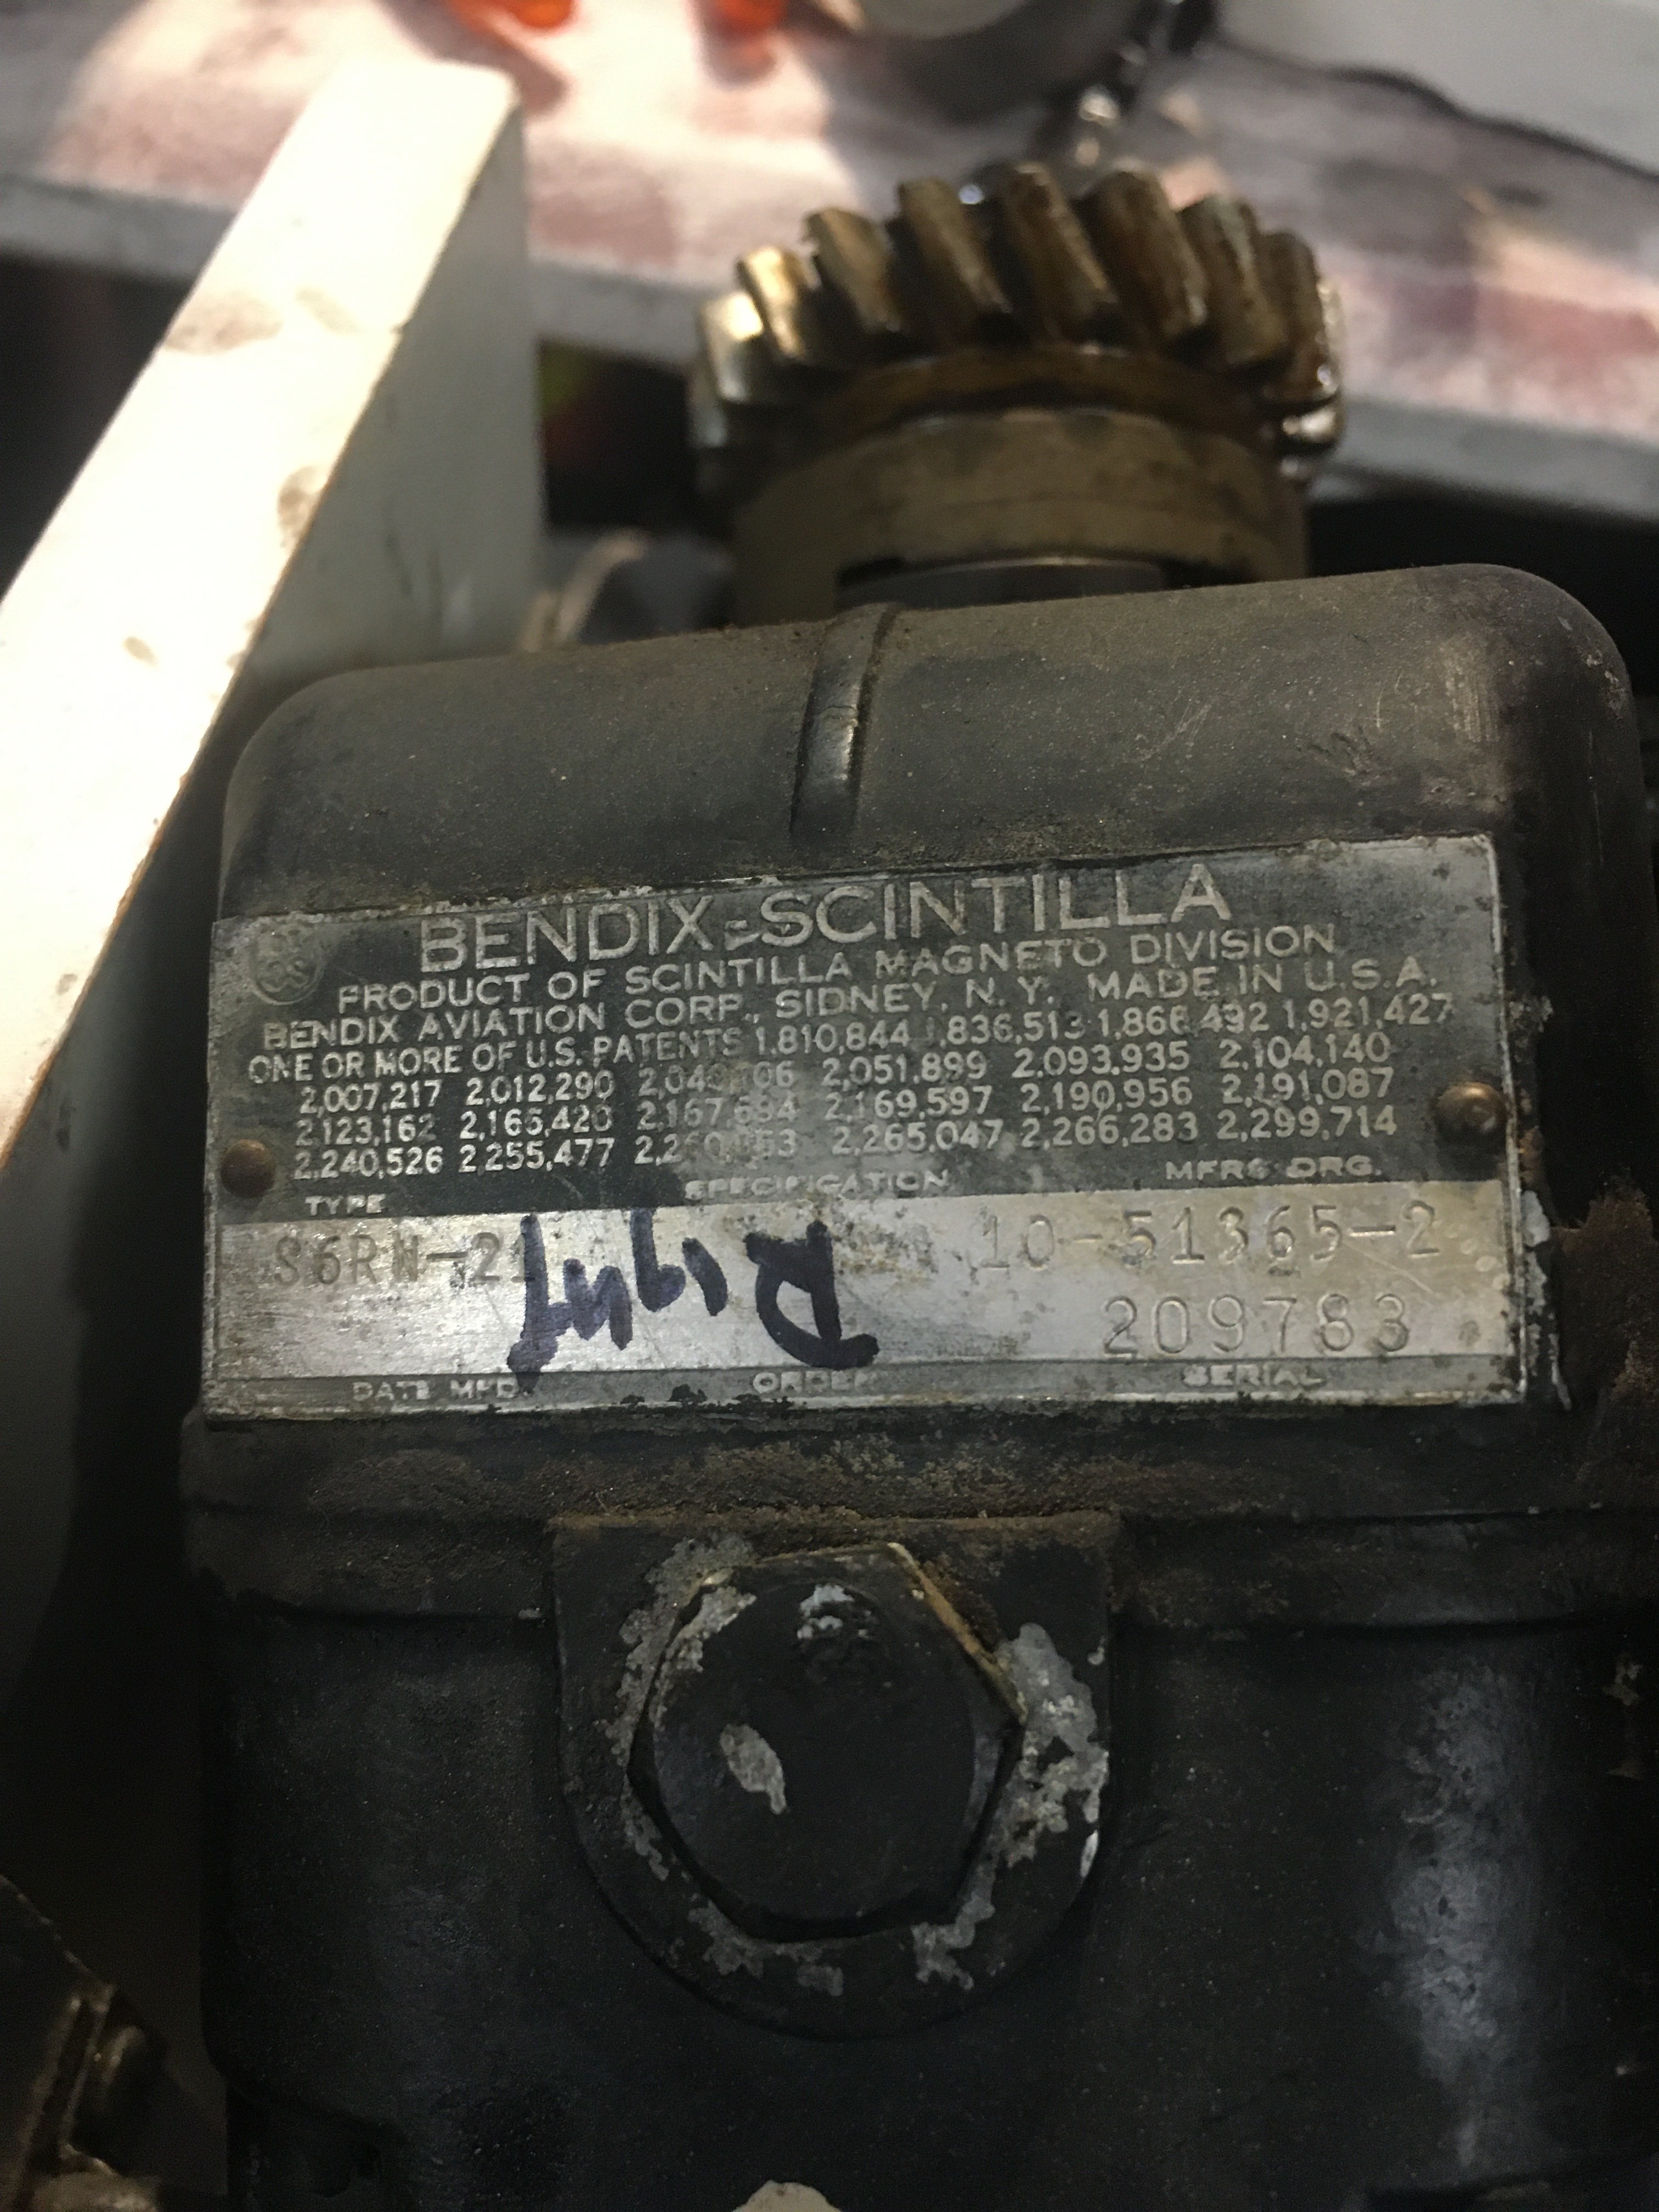 BENDIX-SCINTILLA
PRODUCT OF SCINTILLA MAGNETO DIVISION
BENDIX AVIATION CORP., SIDNEY, N.Y. MADE IN U.S.A.
ONE OR MORE OF U.S. PATENTS 1,810,844 1,836,513 1,866,492 1,921,427
2,007,217 2,012,290 2,051,899 2,093,935 2,104,140
2,123,162 2,165,420 2,169,597 2,190,956 2,191,087
2,240,526 2,255,477 2,265,047 2,266,283 2,299,714
TYPE SPECIFICATION MFRS DRG.
S6RN-21 10-51365-2
Right
209783
DATE MFD. ORDER SERIAL